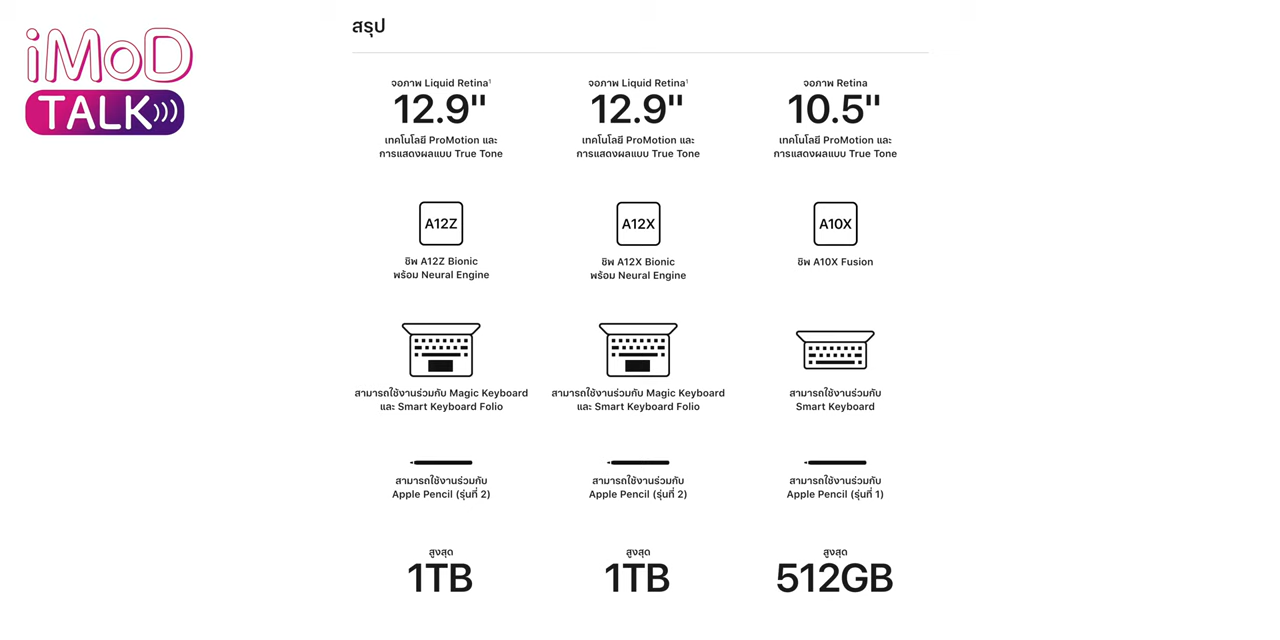 iMoD
TALK
สรุป
จอภาพ Liquid Retina¹
12.9"
เทคโนโลยี ProMotion และ
การแสดงผลแบบ True Tone
A12Z
ชิพ A12Z Bionic
พร้อม Neural Engine
สามารถใช้งานร่วมกับ Magic Keyboard
และ Smart Keyboard Folio
สามารถใช้งานร่วมกับ
Apple Pencil (รุ่นที่ 2)
สูงสุด
1TB
จอภาพ Liquid Retina¹
12.9"
เทคโนโลยี ProMotion และ
การแสดงผลแบบ True Tone
A12X
ชิพ A12X Bionic
พร้อม Neural Engine
สามารถใช้งานร่วมกับ Magic Keyboard
และ Smart Keyboard Folio
สามารถใช้งานร่วมกับ
Apple Pencil (รุ่นที่ 2)
สูงสุด
1TB
จอภาพ Retina
10.5"
เทคโนโลยี ProMotion และ
การแสดงผลแบบ True Tone
A10X
ชิพ A10X Fusion
สามารถใช้งานร่วมกับ
Smart Keyboard
สามารถใช้งานร่วมกับ
Apple Pencil (รุ่นที่ 1)
สูงสุด
512GB